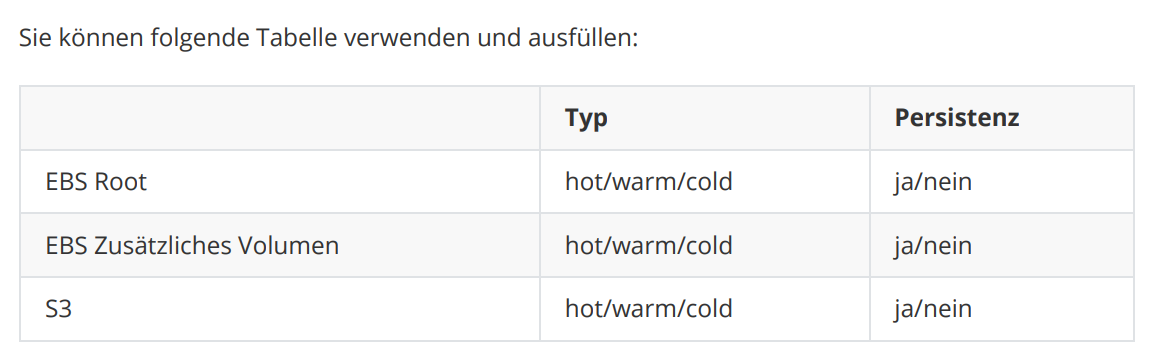 Sie können folgende Tabelle verwenden und ausfüllen:
Typ Persistenz
EBS Root hot/warm/cold ja/nein
EBS Zusätzliches Volumen hot/warm/cold ja/nein
S3 hot/warm/cold ja/nein